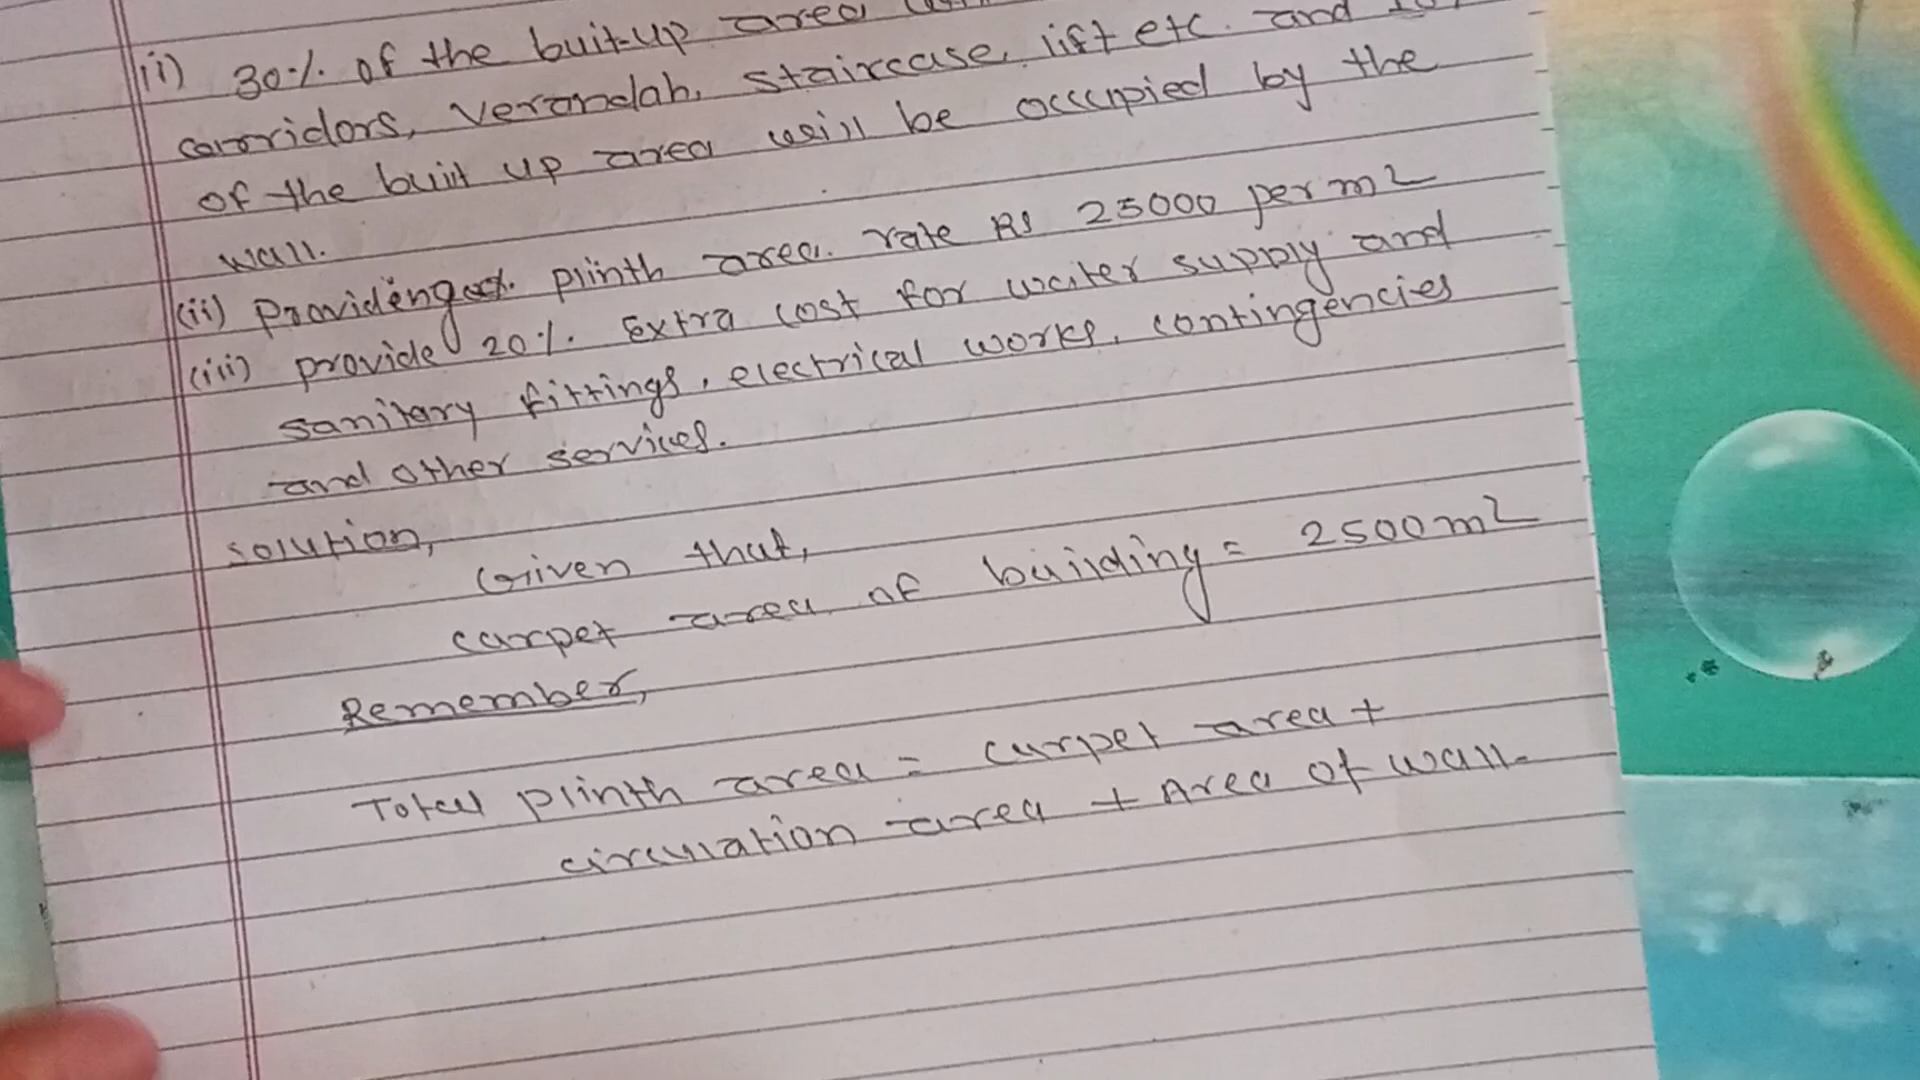 (i) 30% of the buit-up area
corridors, verandah, staircase, lift etc. and 10%
of the built up area will be occupied by the
wall.
(ii) Providing plinth area rate Rs 25000 per m2
(iii) provide 20% Extra cost for water supply and
sanitary fittings, electrical works, contingencies
and other services.
Solution,
Given that,
carpet area of building = 2500m2
Remember,
Total plinth area = carpet area +
circulation area + Area of wall.